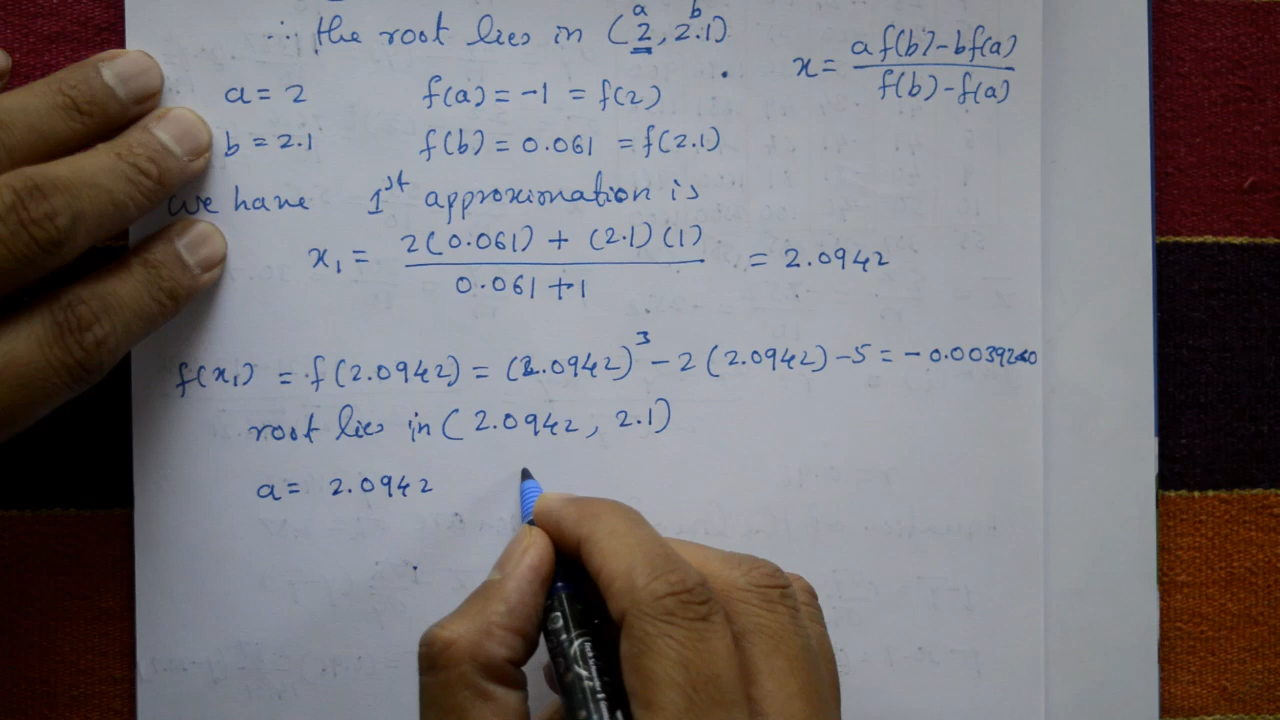 ∴ the root lies in (2, 2.1)
a b
x = af(b) - bf(a) / f(b) - f(a)
a = 2 f(a) = -1 = f(2)
b = 2.1 f(b) = 0.061 = f(2.1)
we have 1st approximation is
x₁ = 2(0.061) + (2.1)(1) / 0.061 + 1 = 2.0942
f(x₁) = f(2.0942) = (2.0942)³ - 2(2.0942) - 5 =
root lies in (2.0942, 2.1)
a = 2.0942